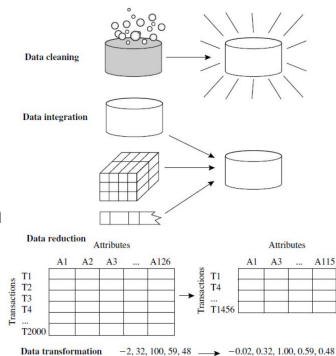 Data cleaning
Data integration
Data reduction
Attributes
A1 A2 A3 ... A126
Transactions
T1
T2
T3
T4
...
T2000
Attributes
A1 A3 ... A115
Transactions
T1
T4
...
T1456
Data transformation −2, 32, 100, 59, 48 −0.02, 0.32, 1.00, 0.59, 0.48